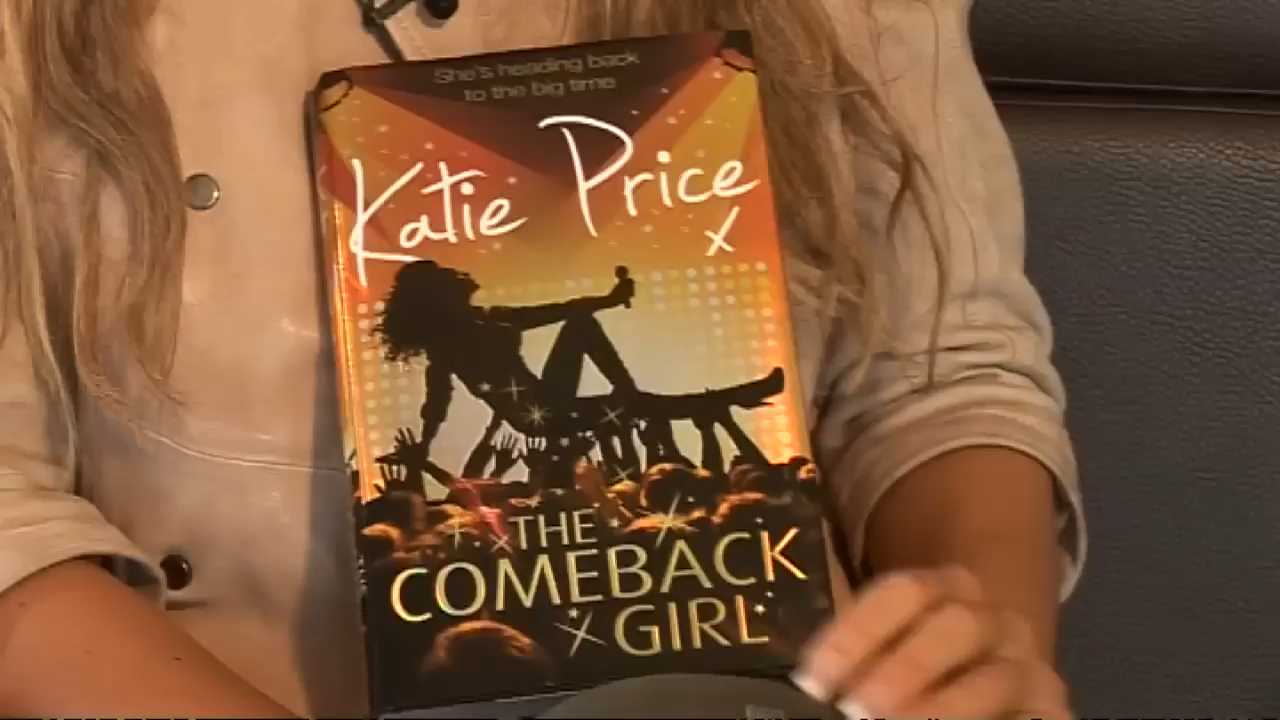 She's heading back
to the big time
Katie Price
x
THE
COMEBACK
GIRL